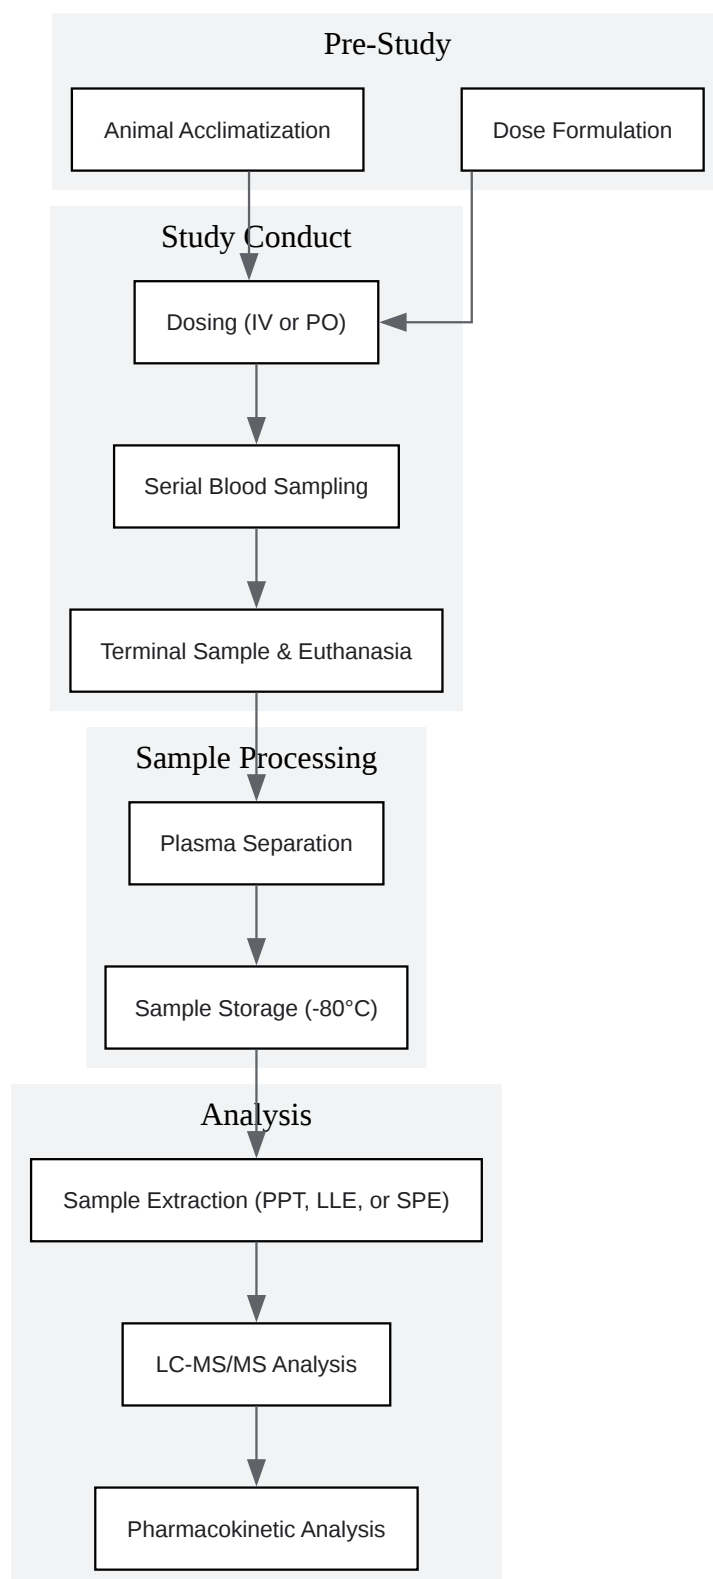 Pre-Study
Animal Acclimatization
Dose Formulation
Study Conduct
Dosing (IV or PO)
Serial Blood Sampling
Terminal Sample & Euthanasia
Sample Processing
Plasma Separation
Sample Storage (-80°C)
Analysis
Sample Extraction (PPT, LLE, or SPE)
LC-MS/MS Analysis
Pharmacokinetic Analysis